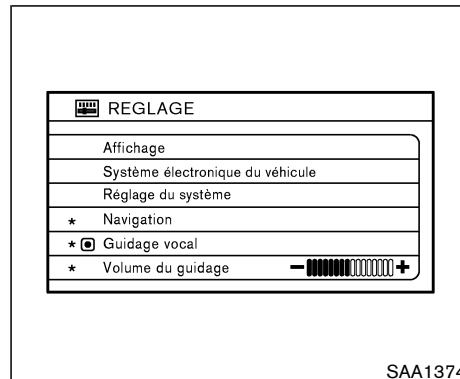 REGLAGE
Affichage
Système électronique du véhicule
Réglage du système
* Navigation
* Guidage vocal
* Volume du guidage − +
SAA1374